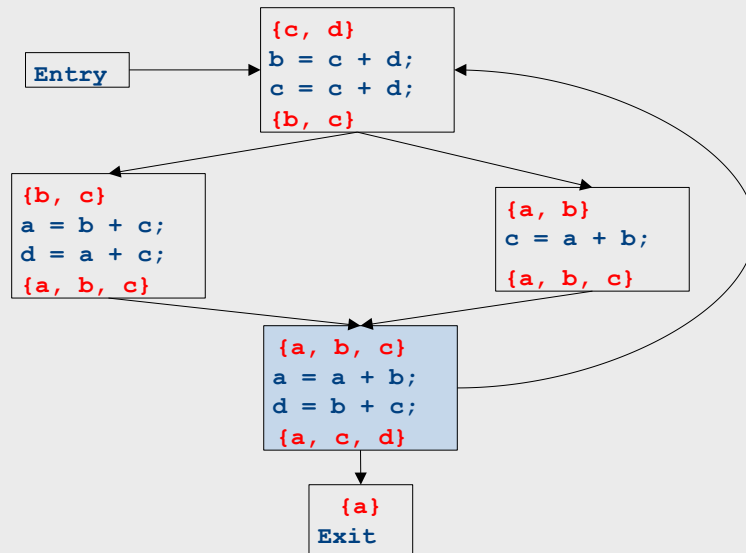 {c, d}
b = c + d;
c = c + d;
{b, c}
Entry
{b, c}
a = b + c;
d = a + c;
{a, b, c}
{a, b}
c = a + b;
{a, b, c}
{a, b, c}
a = a + b;
d = b + c;
{a, c, d}
{a}
Exit